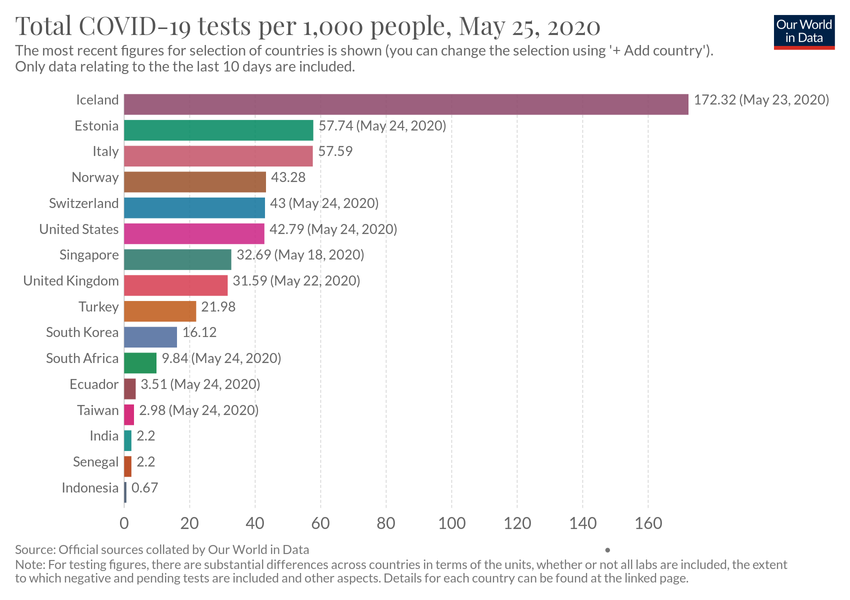 Total COVID-19 tests per 1,000 people, May 25, 2020
Our World
in Data
The most recent figures for selection of countries is shown (you can change the selection using '+ Add country').
Only data relating to the the last 10 days are included.
Iceland 172.32 (May 23, 2020)
Estonia 57.74 (May 24, 2020)
Italy 57.59
Norway 43.28
Switzerland 43 (May 24, 2020)
United States 42.79 (May 24, 2020)
Singapore 32.69 (May 18, 2020)
United Kingdom 31.59 (May 22, 2020)
Turkey 21.98
South Korea 16.12
South Africa 9.84 (May 24, 2020)
Ecuador 3.51 (May 24, 2020)
Taiwan 2.98 (May 24, 2020)
India 2.2
Senegal 2.2
Indonesia 0.67
0 20 40 60 80 100 120 140 160
Source: Official sources collated by Our World in Data
Note: For testing figures, there are substantial differences across countries in terms of the units, whether or not all labs are included, the extent
to which negative and pending tests are included and other aspects. Details for each country can be found at the linked page.